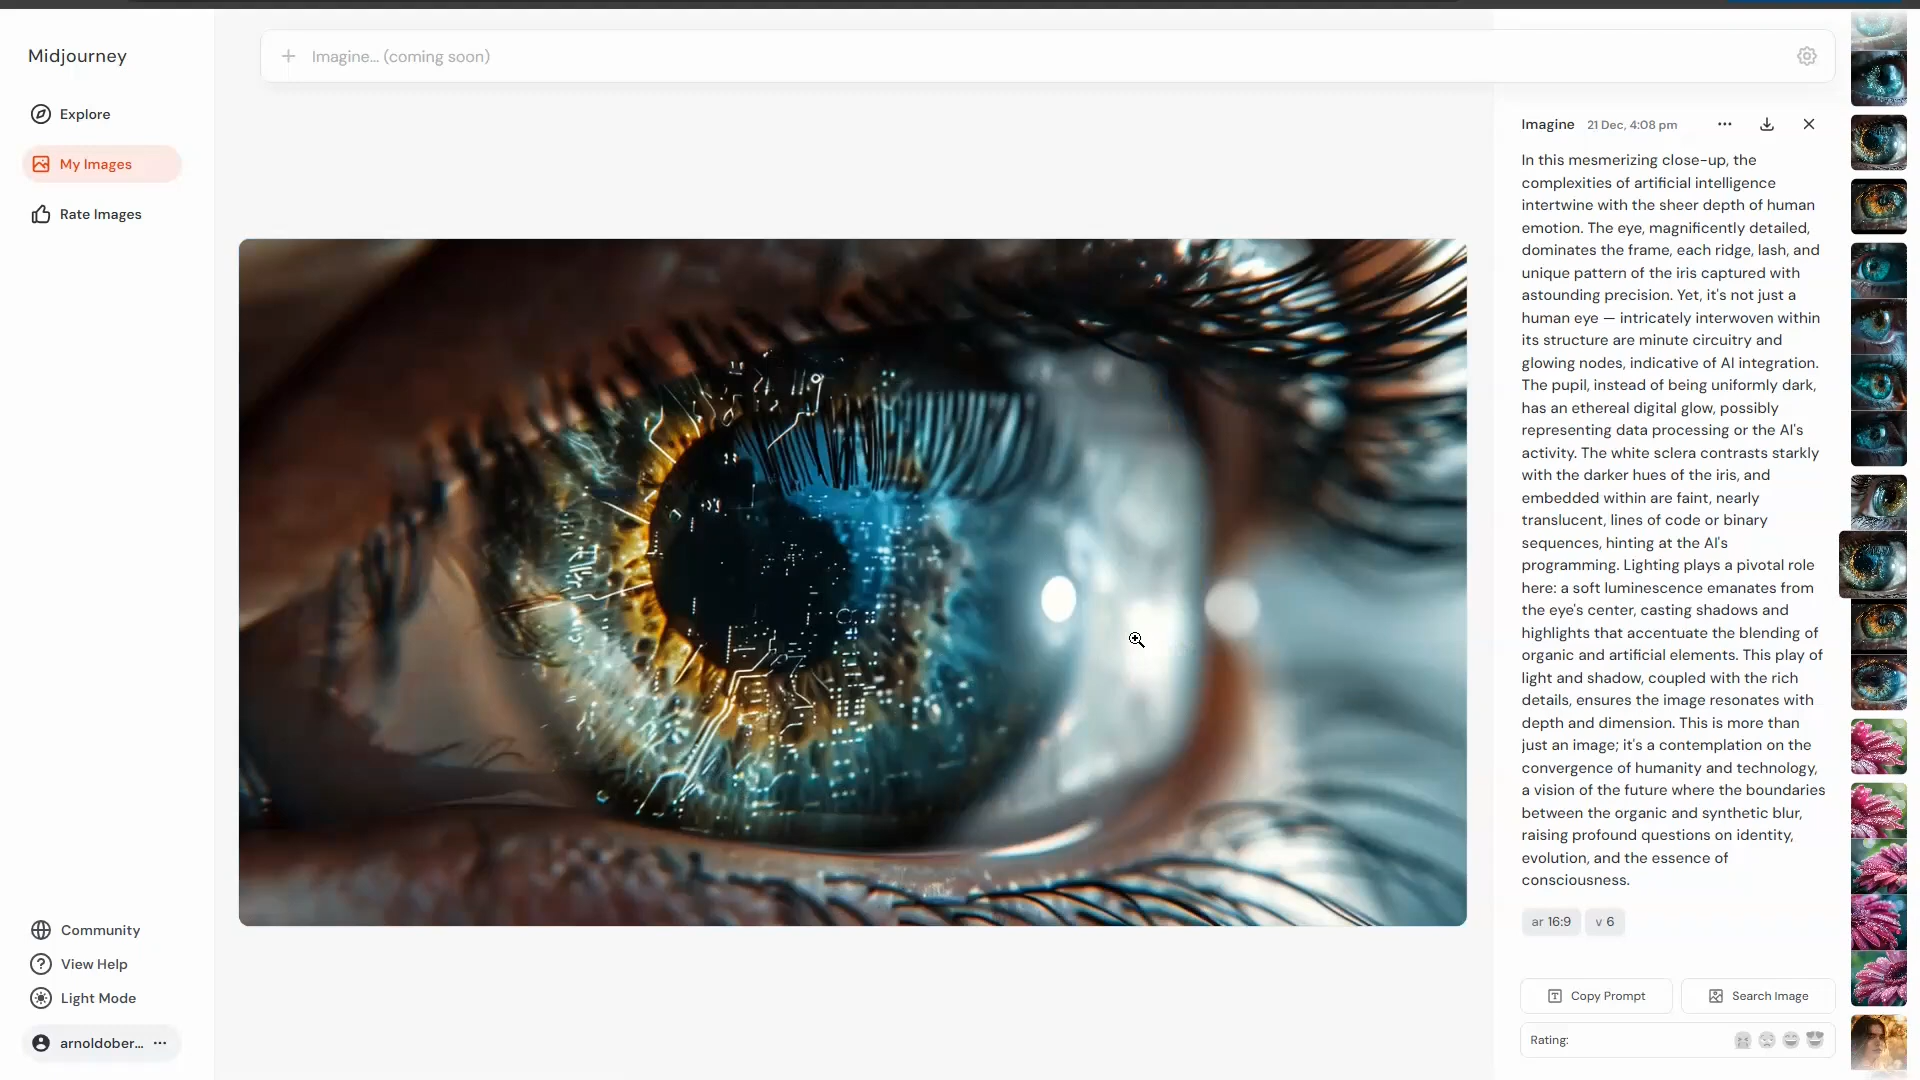 Midjourney
Explore
My Images
Rate Images
Community
View Help
Light Mode
arnoldober...
Imagine... (coming soon)
Imagine 21 Dec, 4:08 pm
In this mesmerizing close-up, the
complexities of artificial intelligence
intertwine with the sheer depth of human
emotion. The eye, magnificently detailed,
dominates the frame, each ridge, lash, and
unique pattern of the iris captured with
astounding precision. Yet, it's not just a
human eye — intricately interwoven within
its structure are minute circuitry and
glowing nodes, indicative of AI integration.
The pupil, instead of being uniformly dark,
has an ethereal digital glow, possibly
representing data processing or the AI's
activity. The white sclera contrasts starkly
with the darker hues of the iris, and
embedded within are faint, nearly
translucent, lines of code or binary
sequences, hinting at the AI's
programming. Lighting plays a pivotal role
here: a soft luminescence emanates from
the eye's center, casting shadows and
highlights that accentuate the blending of
organic and artificial elements. This play of
light and shadow, coupled with the rich
details, ensures the image resonates with
depth and dimension. This is more than
just an image; it's a contemplation on the
convergence of humanity and technology,
a vision of the future where the boundaries
between the organic and synthetic blur,
raising profound questions on identity,
evolution, and the essence of
consciousness.
ar 16:9 v 6
Copy Prompt Search Image
Rating: